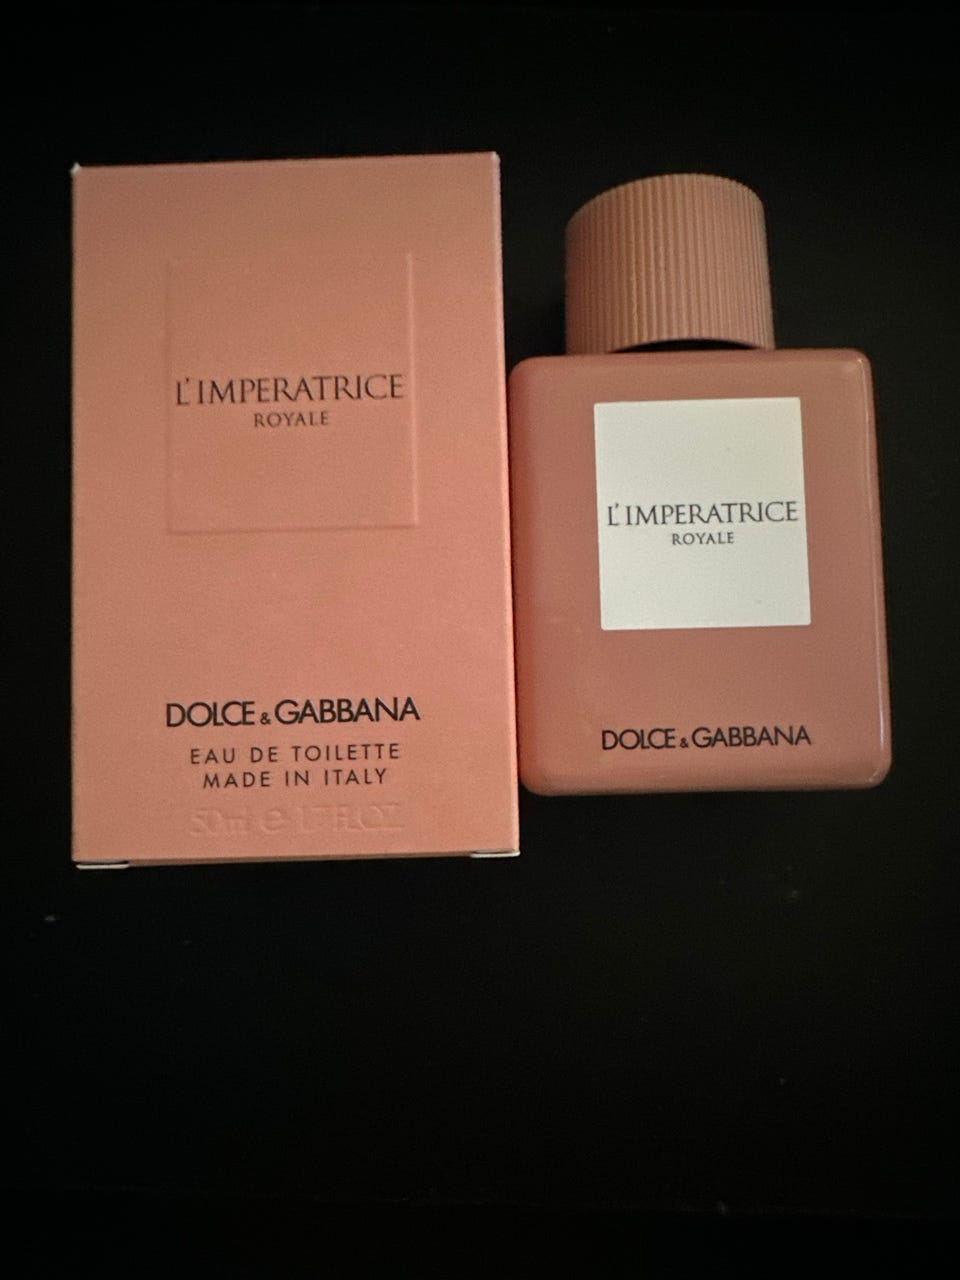 L'IMPERATRICE
ROYALE
DOLCE & GABBANA
EAU DE TOILETTE
MADE IN ITALY
50ml e 1.7 FL.OZ.
L'IMPERATRICE
ROYALE
DOLCE & GABBANA